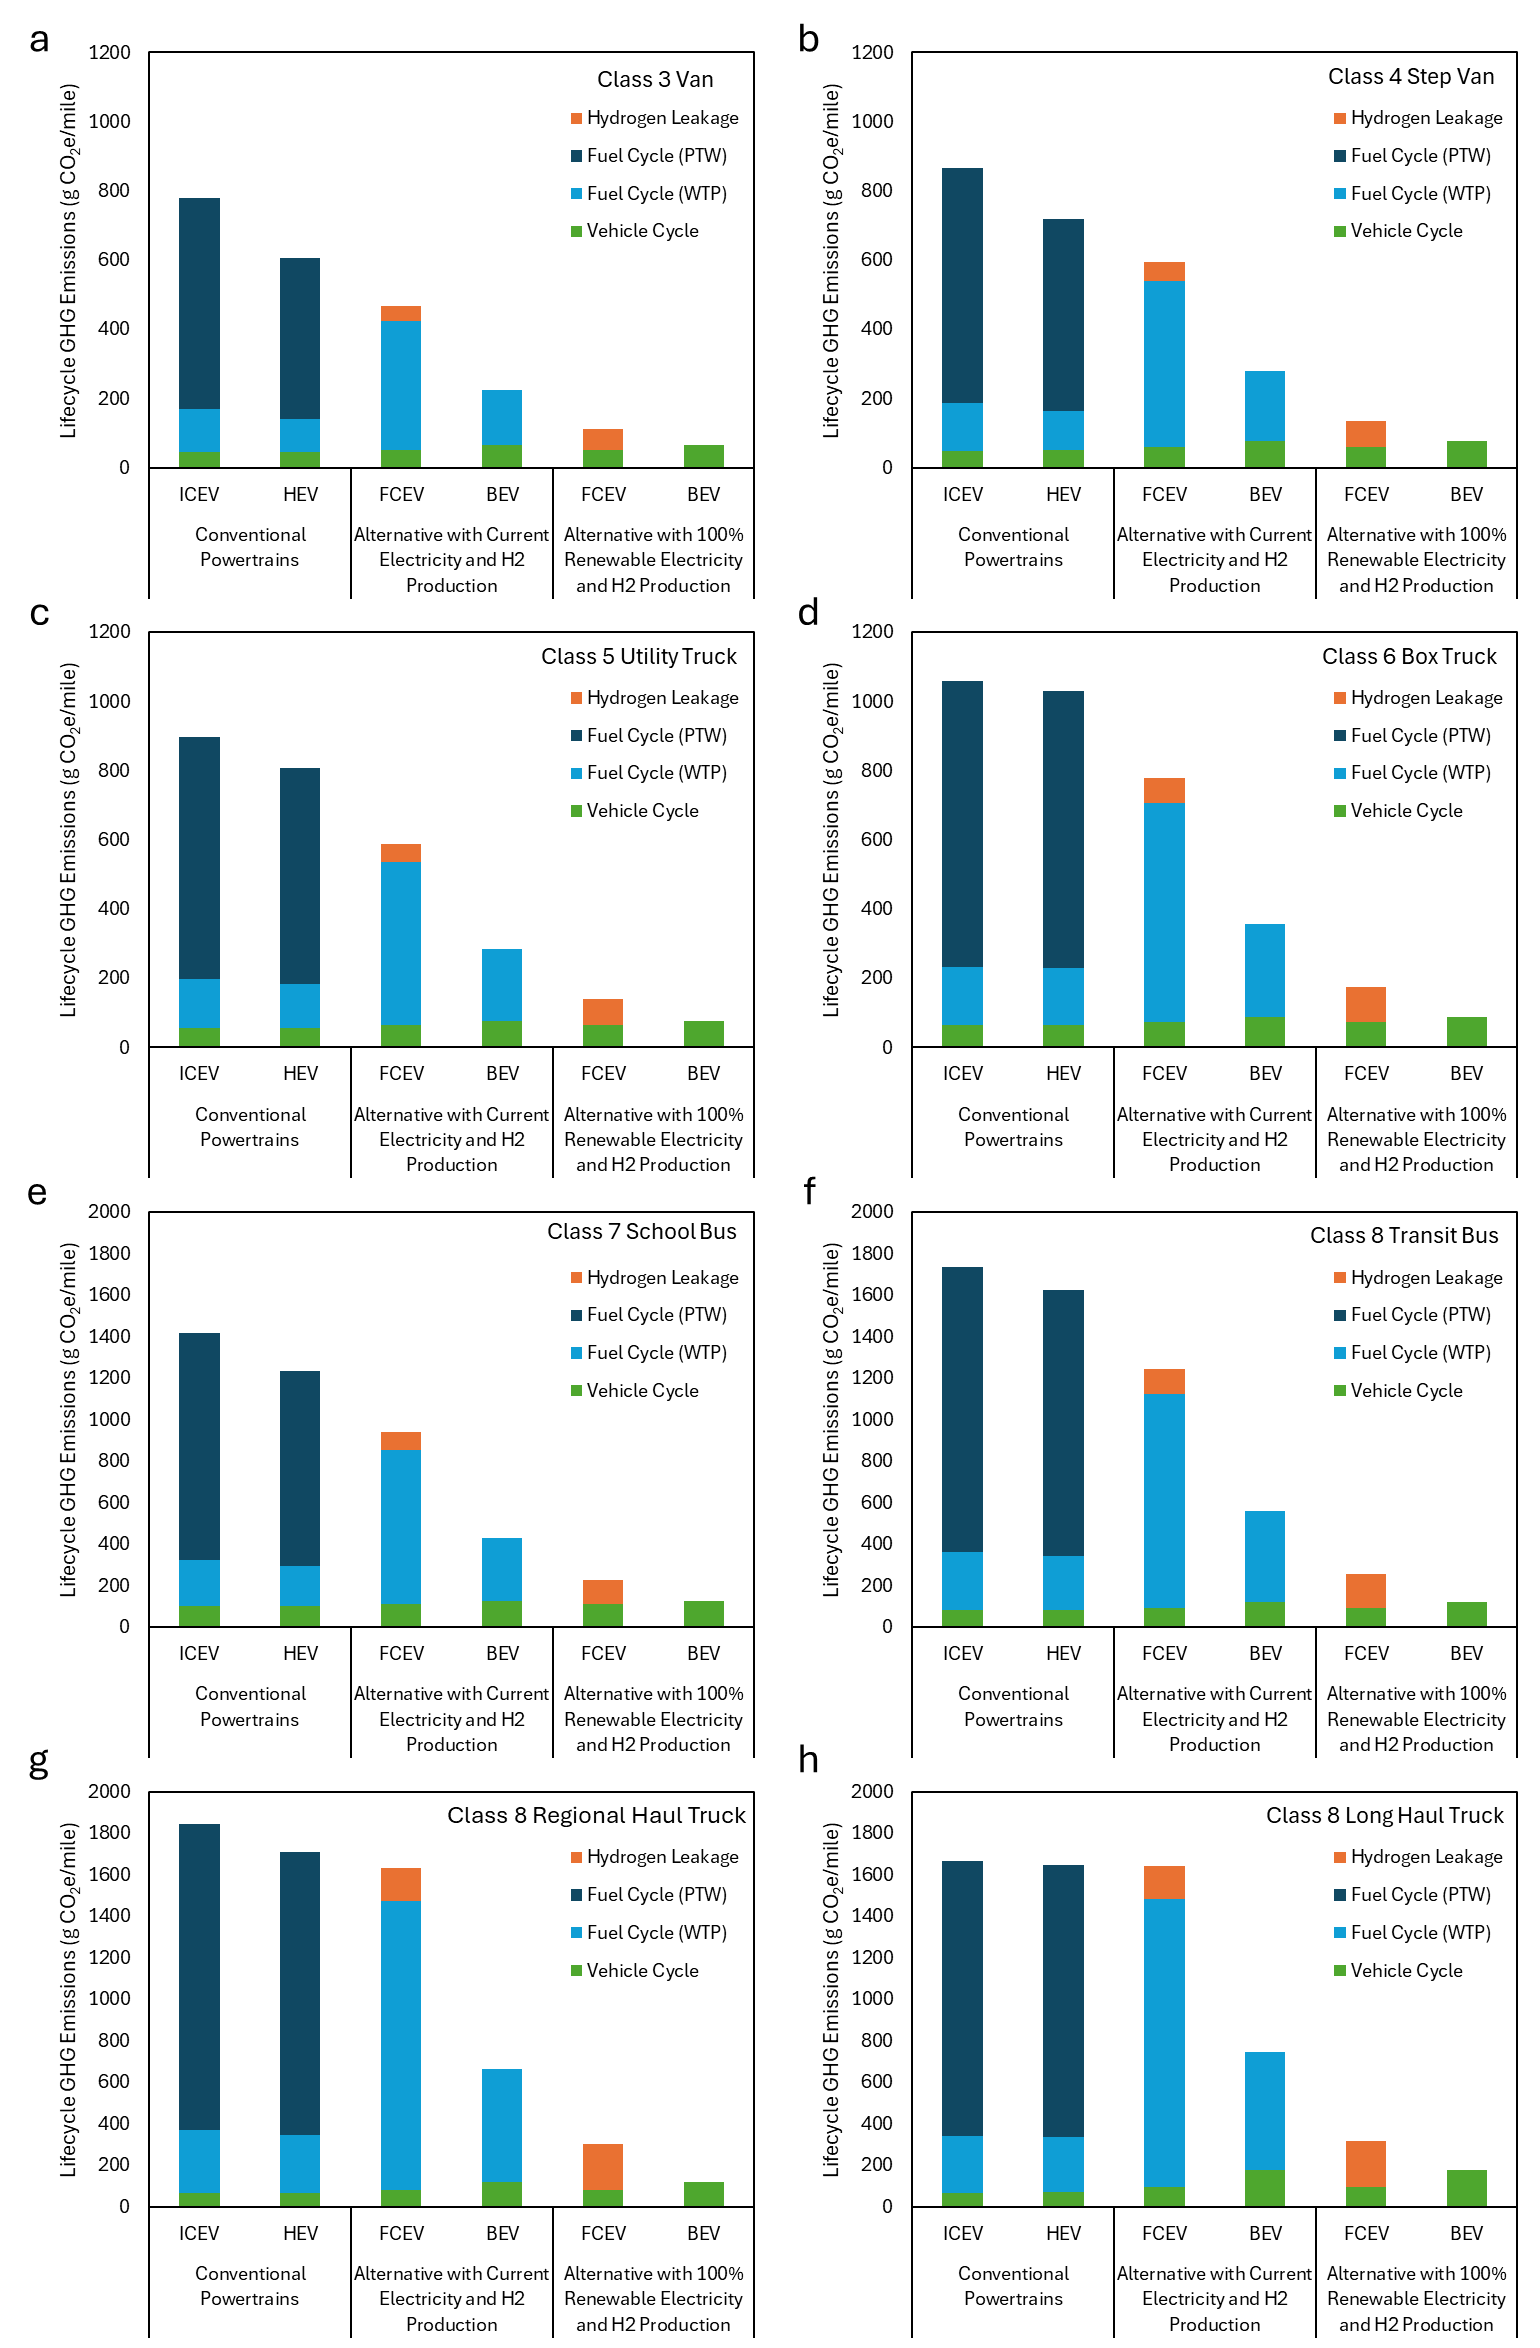 a
Lifecycle GHG Emissions (g CO₂e/mile)
1200
1000
800
600
400
200
0
Class 3 Van
Hydrogen Leakage
Fuel Cycle (PTW)
Fuel Cycle (WTP)
Vehicle Cycle
ICEV HEV FCEV BEV FCEV BEV
Conventional Powertrains
Alternative with Current Electricity and H2 Production
Alternative with 100% Renewable Electricity and H2 Production
b
Lifecycle GHG Emissions (g CO₂e/mile)
1200
1000
800
600
400
200
0
Class 4 Step Van
Hydrogen Leakage
Fuel Cycle (PTW)
Fuel Cycle (WTP)
Vehicle Cycle
ICEV HEV FCEV BEV FCEV BEV
Conventional Powertrains
Alternative with Current Electricity and H2 Production
Alternative with 100% Renewable Electricity and H2 Production
c
Lifecycle GHG Emissions (g CO₂e/mile)
1200
1000
800
600
400
200
0
Class 5 Utility Truck
Hydrogen Leakage
Fuel Cycle (PTW)
Fuel Cycle (WTP)
Vehicle Cycle
ICEV HEV FCEV BEV FCEV BEV
Conventional Powertrains
Alternative with Current Electricity and H2 Production
Alternative with 100% Renewable Electricity and H2 Production
d
Lifecycle GHG Emissions (g CO₂e/mile)
1200
1000
800
600
400
200
0
Class 6 Box Truck
Hydrogen Leakage
Fuel Cycle (PTW)
Fuel Cycle (WTP)
Vehicle Cycle
ICEV HEV FCEV BEV FCEV BEV
Conventional Powertrains
Alternative with Current Electricity and H2 Production
Alternative with 100% Renewable Electricity and H2 Production
e
Lifecycle GHG Emissions (g CO₂e/mile)
2000
1800
1600
1400
1200
1000
800
600
400
200
0
Class 7 School Bus
Hydrogen Leakage
Fuel Cycle (PTW)
Fuel Cycle (WTP)
Vehicle Cycle
ICEV HEV FCEV BEV FCEV BEV
Conventional Powertrains
Alternative with Current Electricity and H2 Production
Alternative with 100% Renewable Electricity and H2 Production
f
Lifecycle GHG Emissions (g CO₂e/mile)
2000
1800
1600
1400
1200
1000
800
600
400
200
0
Class 8 Transit Bus
Hydrogen Leakage
Fuel Cycle (PTW)
Fuel Cycle (WTP)
Vehicle Cycle
ICEV HEV FCEV BEV FCEV BEV
Conventional Powertrains
Alternative with Current Electricity and H2 Production
Alternative with 100% Renewable Electricity and H2 Production
g
Lifecycle GHG Emissions (g CO₂e/mile)
2000
1800
1600
1400
1200
1000
800
600
400
200
0
Class 8 Regional Haul Truck
Hydrogen Leakage
Fuel Cycle (PTW)
Fuel Cycle (WTP)
Vehicle Cycle
ICEV HEV FCEV BEV FCEV BEV
Conventional Powertrains
Alternative with Current Electricity and H2 Production
Alternative with 100% Renewable Electricity and H2 Production
h
Lifecycle GHG Emissions (g CO₂e/mile)
2000
1800
1600
1400
1200
1000
800
600
400
200
0
Class 8 Long Haul Truck
Hydrogen Leakage
Fuel Cycle (PTW)
Fuel Cycle (WTP)
Vehicle Cycle
ICEV HEV FCEV BEV FCEV BEV
Conventional Powertrains
Alternative with Current Electricity and H2 Production
Alternative with 100% Renewable Electricity and H2 Production